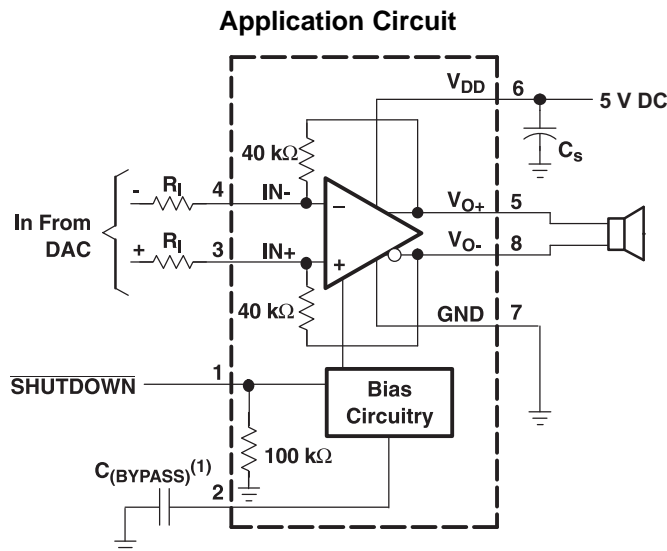 Application Circuit
V_DD 6
5 V DC
C_s
40 kΩ
- R_I 4 IN- −
In From
DAC
+ R_I 3 IN+ +
V_O+ 5
V_O- 8
40 kΩ
GND 7
SHUTDOWN 1
Bias
Circuitry
100 kΩ
C_(BYPASS)^(1)
2